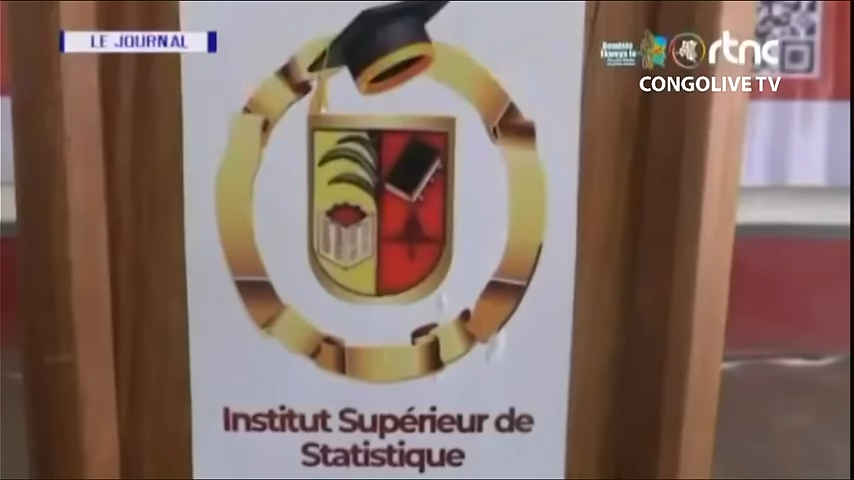 LE JOURNAL
rtnc
CONGOLIVE TV
Institut Supérieur de
Statistique